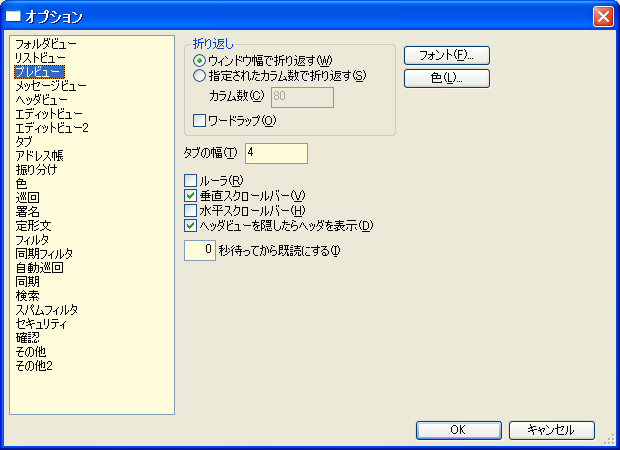 オプション
フォルダビュー
リストビュー
プレビュー
メッセージビュー
ヘッダビュー
エディットビュー
エディットビュー2
タブ
アドレス帳
振り分け
色
巡回
署名
定形文
フィルタ
同期フィルタ
自動巡回
同期
検索
スパムフィルタ
セキュリティ
確認
その他
その他2
折り返し
ウィンドウ幅で折り返す(W)
指定されたカラム数で折り返す(S)
カラム数(C) 80
ワードラップ(O)
フォント(F)...
色(L)...
タブの幅(T) 4
ルーラ(R)
垂直スクロールバー(V)
水平スクロールバー(H)
ヘッダビューを隠したらヘッダを表示(D)
0 秒待ってから既読にする(I)
OK
キャンセル